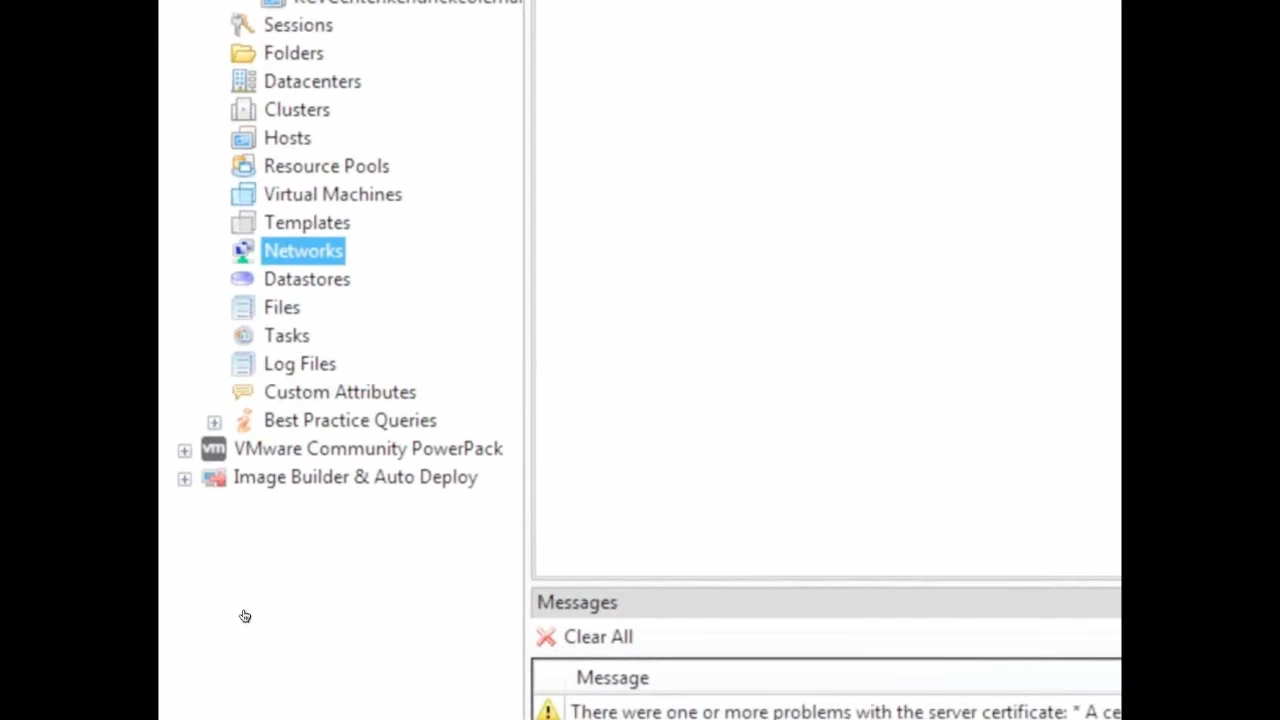 Sessions
Folders
Datacenters
Clusters
Hosts
Resource Pools
Virtual Machines
Templates
Networks
Datastores
Files
Tasks
Log Files
Custom Attributes
Best Practice Queries
vm VMware Community PowerPack
Image Builder & Auto Deploy
Messages
Clear All
Message
There were one or more problems with the server certificate: * A ce